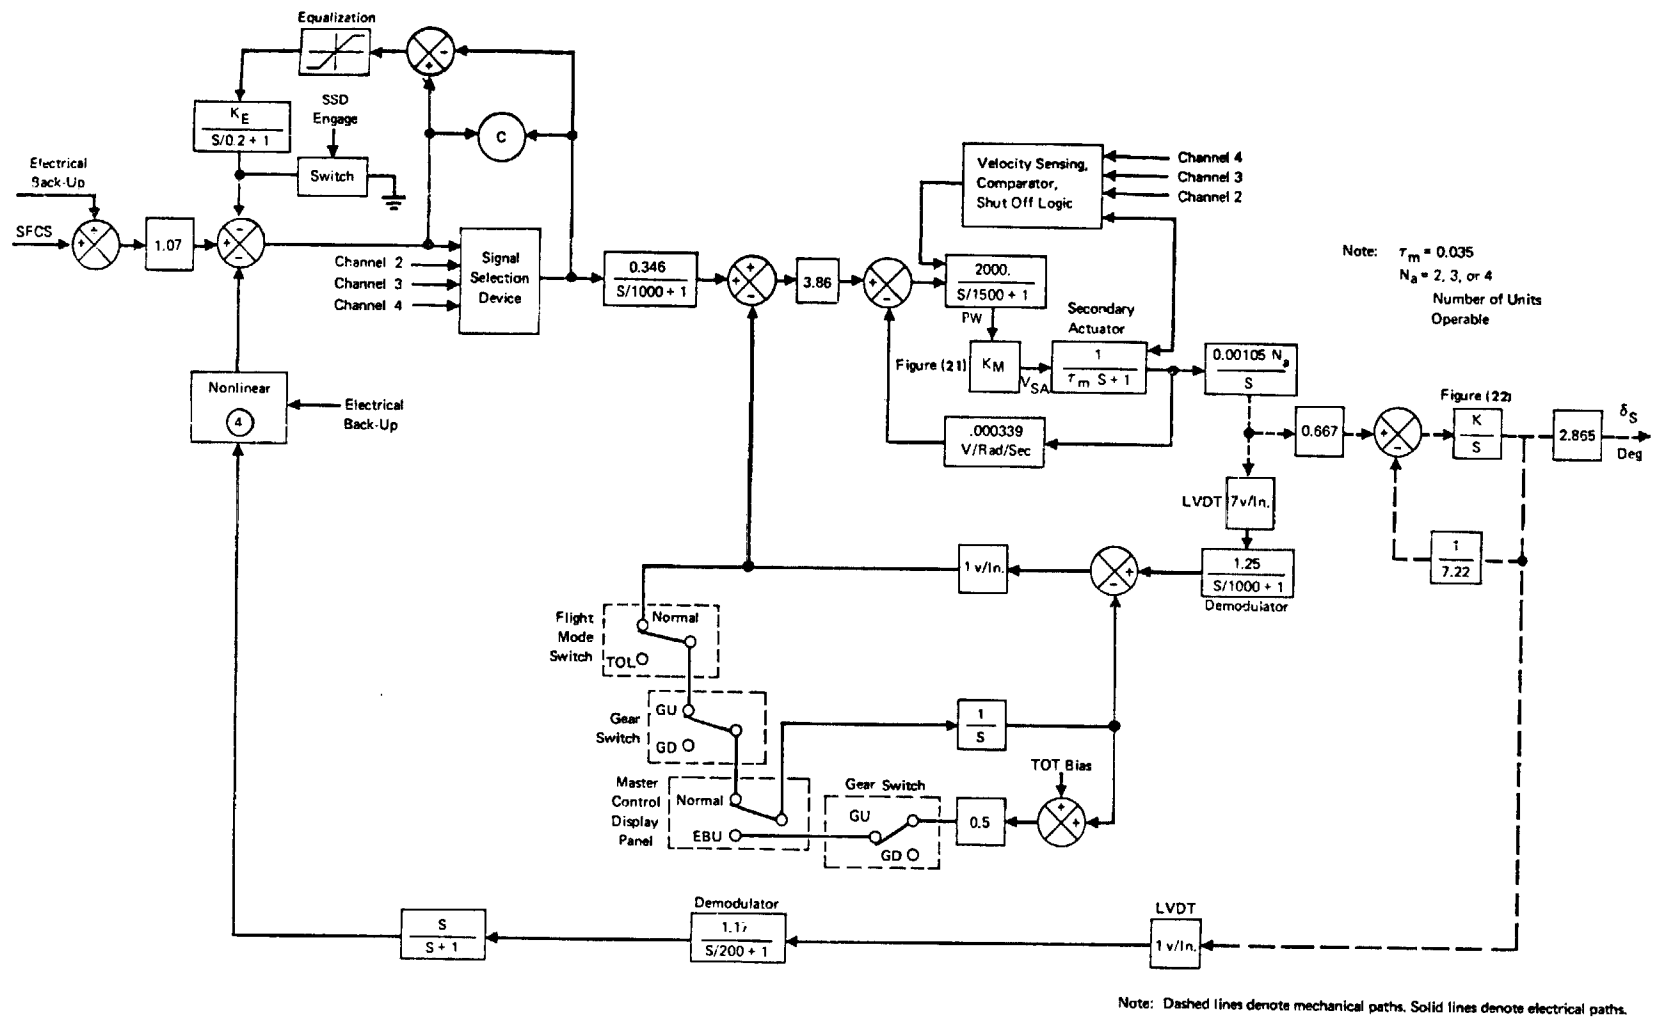 Equalization
-
+
K_E
S/0.2 + 1
SSD
Engage
Switch
C
Electrical
Back-Up
SFCS
+
+
1.07
-
+
-
Channel 2
Channel 3
Channel 4
Signal
Selection
Device
0.346
S/1000 + 1
+
+
-
3.86
+
-
Velocity Sensing,
Comparator,
Shut Off Logic
Channel 4
Channel 3
Channel 2
2000.
S/1500 + 1
PW
Figure (21)
K_M
V_SA
Secondary
Actuator
1
τ_m S + 1
.000339
V/Rad/Sec
0.00105 N_a
S
Note: τ_m = 0.035
N_a = 2, 3, or 4
Number of Units
Operable
0.667
+
-
Figure (22)
K
S
2.865
δ_S
Deg
1
7.22
LVDT
7v/In.
1.25
S/1000 + 1
Demodulator
+
-
1 v/In.
Nonlinear
4
Electrical
Back-Up
Flight
Mode
Switch
Normal
TOL
Gear
Switch
GU
GD
Master
Control
Display
Panel
Normal
EBU
1
S
TOT Bias
+
+
0.5
Gear Switch
GU
GD
S
S + 1
Demodulator
S/200 + 1
LVDT
1 v/In.
Note: Dashed lines denote mechanical paths. Solid lines denote electrical paths.